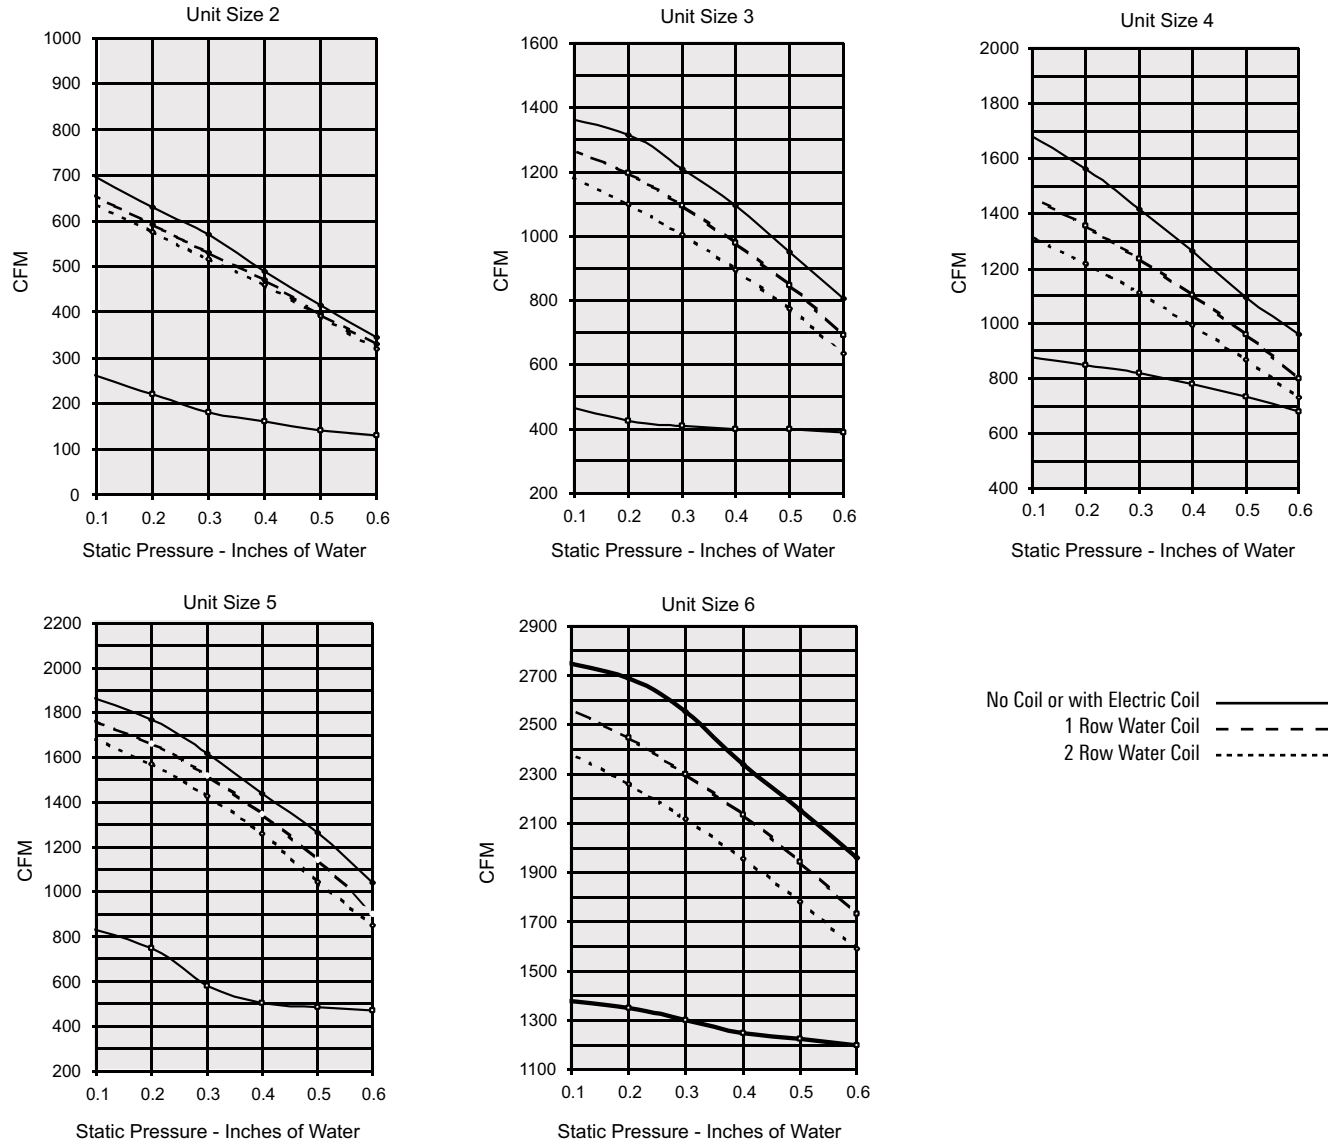 Unit Size 2
1000
900
800
700
600
500
400
300
200
100
0
CFM
0.1 0.2 0.3 0.4 0.5 0.6
Static Pressure - Inches of Water
Unit Size 3
1600
1400
1200
1000
800
600
400
200
CFM
0.1 0.2 0.3 0.4 0.5 0.6
Static Pressure - Inches of Water
Unit Size 4
2000
1800
1600
1400
1200
1000
800
600
400
CFM
0.1 0.2 0.3 0.4 0.5 0.6
Static Pressure - Inches of Water
Unit Size 5
2200
2000
1800
1600
1400
1200
1000
800
600
400
200
CFM
0.1 0.2 0.3 0.4 0.5 0.6
Static Pressure - Inches of Water
Unit Size 6
2900
2700
2500
2300
2100
1900
1700
1500
1300
1100
CFM
0.1 0.2 0.3 0.4 0.5 0.6
Static Pressure - Inches of Water
No Coil or with Electric Coil
1 Row Water Coil
2 Row Water Coil